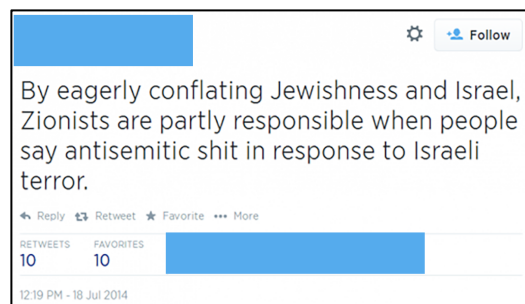 Follow
By eagerly conflating Jewishness and Israel,
Zionists are partly responsible when people
say antisemitic shit in response to Israeli
terror.
Reply Retweet Favorite More
RETWEETS FAVORITES
10 10
12:19 PM - 18 Jul 2014